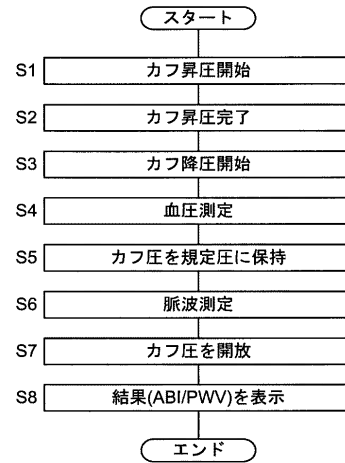 スタート
S1 カフ昇圧開始
S2 カフ昇圧完了
S3 カフ降圧開始
S4 血圧測定
S5 カフ圧を規定圧に保持
S6 脈波測定
S7 カフ圧を開放
S8 結果(ABI/PWV)を表示
エンド